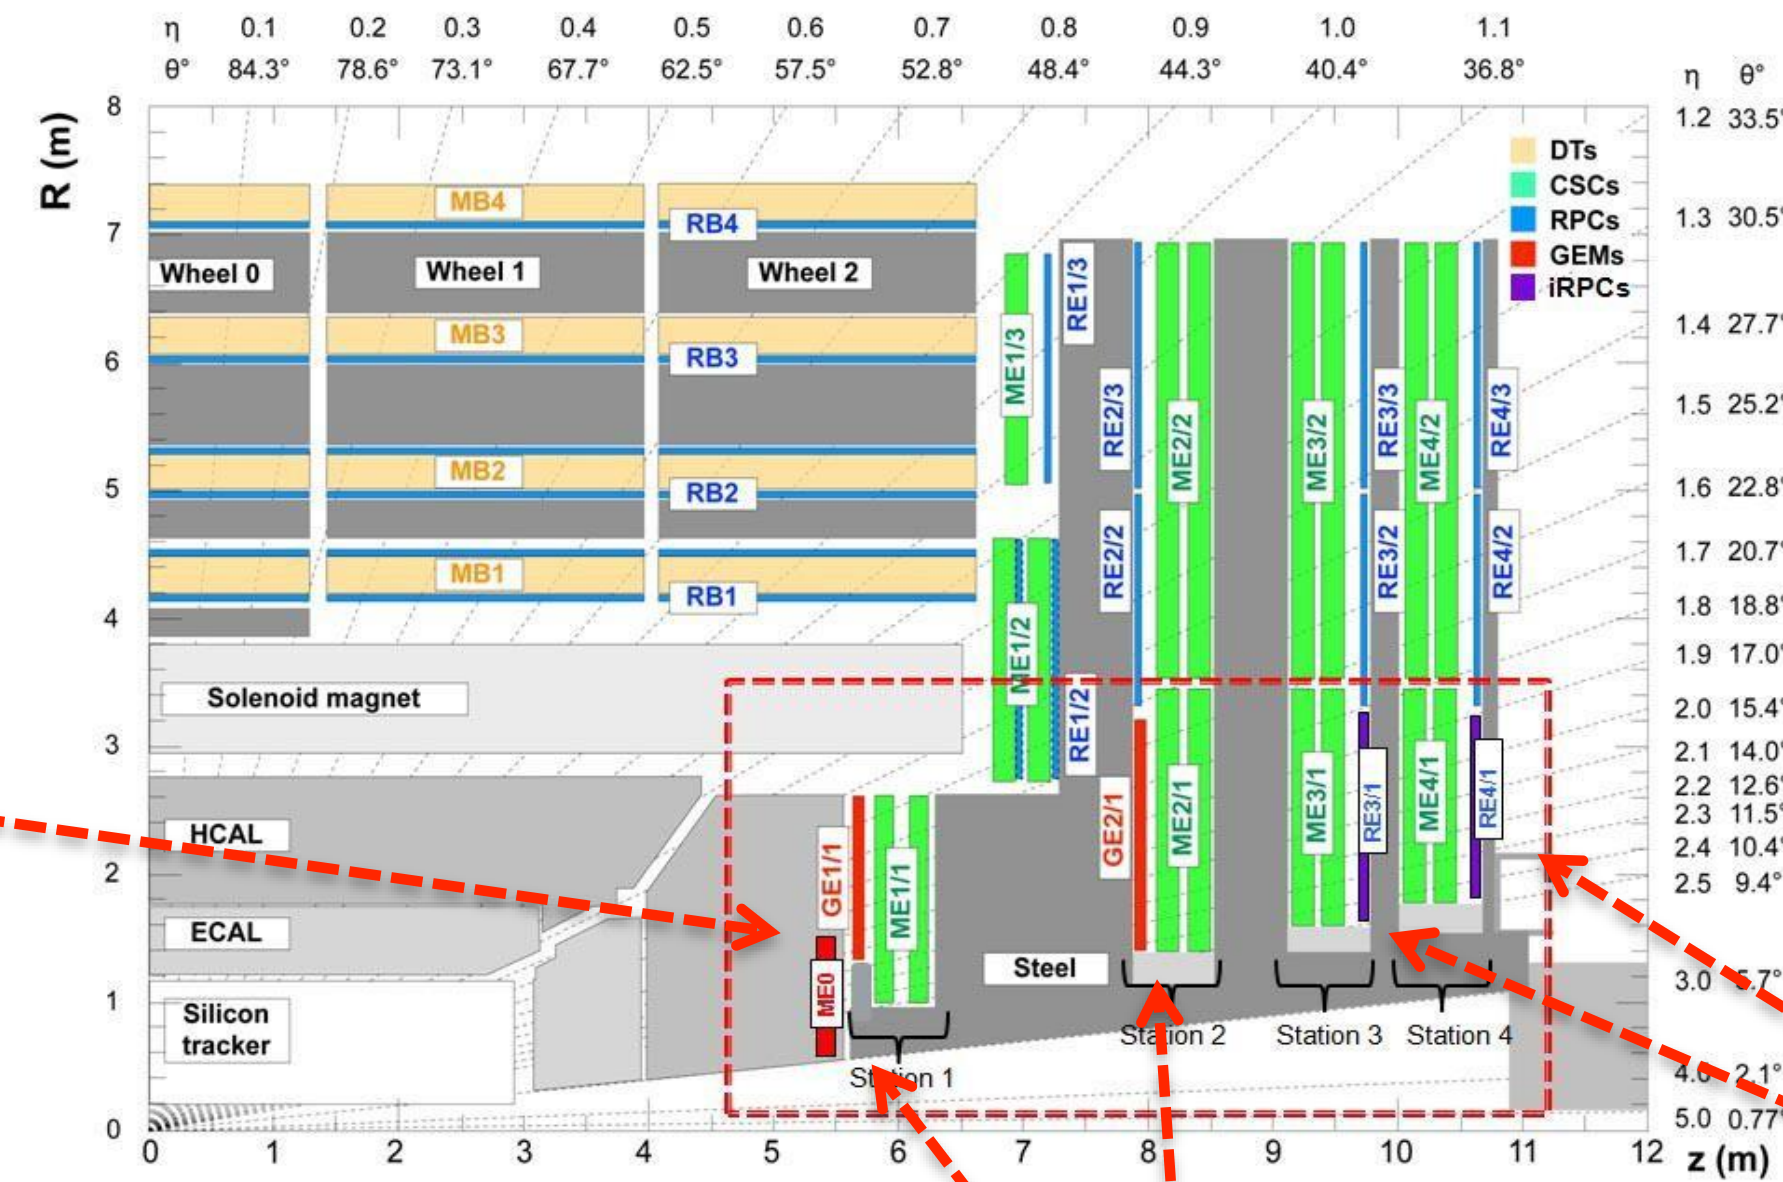 η 0.1 0.2 0.3 0.4 0.5 0.6 0.7 0.8 0.9 1.0 1.1
θ° 84.3° 78.6° 73.1° 67.7° 62.5° 57.5° 52.8° 48.4° 44.3° 40.4° 36.8° η θ°
R (m)
8
7
6
5
4
3
2
1
0
1.2 33.5°
1.3 30.5°
1.4 27.7°
1.5 25.2°
1.6 22.8°
1.7 20.7°
1.8 18.8°
1.9 17.0°
2.0 15.4°
2.1 14.0°
2.2 12.6°
2.3 11.5°
2.4 10.4°
2.5 9.4°
3.0 5.7°
4.0 2.1°
5.0 0.77°
DTs
CSCs
RPCs
GEMs
iRPCs
MB4
RB4
Wheel 0 Wheel 1 Wheel 2
MB3
RB3
MB2
RB2
MB1
RB1
Solenoid magnet
HCAL
ECAL
Silicon
tracker
Steel
ME1/3
RE1/3
ME1/2
RE1/2
RE2/3
RE2/2
ME2/2
ME3/2
RE3/3
RE3/2
ME4/2
RE4/3
RE4/2
GE1/1
ME1/1
ME0
GE2/1
ME2/1
ME3/1
RE3/1
ME4/1
RE4/1
Station 1
Station 2
Station 3
Station 4
0 1 2 3 4 5 6 7 8 9 10 11 12 z (m)